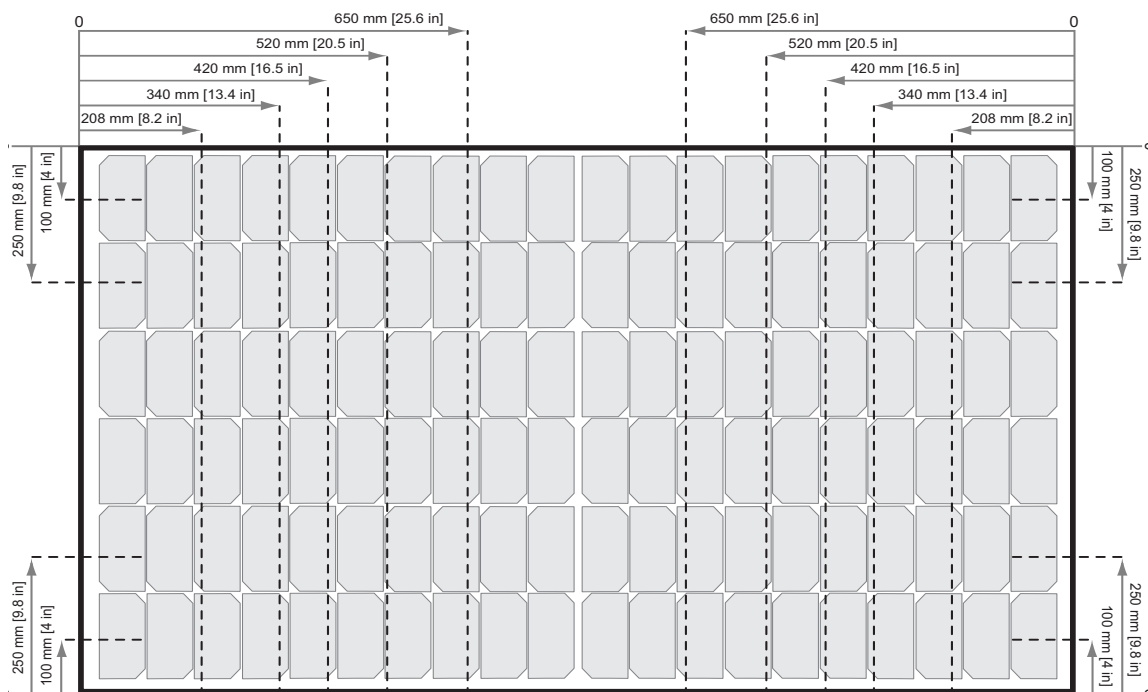 0
650 mm [25.6 in]
650 mm [25.6 in]
0
520 mm [20.5 in]
520 mm [20.5 in]
420 mm [16.5 in]
420 mm [16.5 in]
340 mm [13.4 in]
340 mm [13.4 in]
208 mm [8.2 in]
208 mm [8.2 in]
250 mm [9.8 in]
100 mm [4 in]
100 mm [4 in]
250 mm [9.8 in]
250 mm [9.8 in]
100 mm [4 in]
100 mm [4 in]
250 mm [9.8 in]